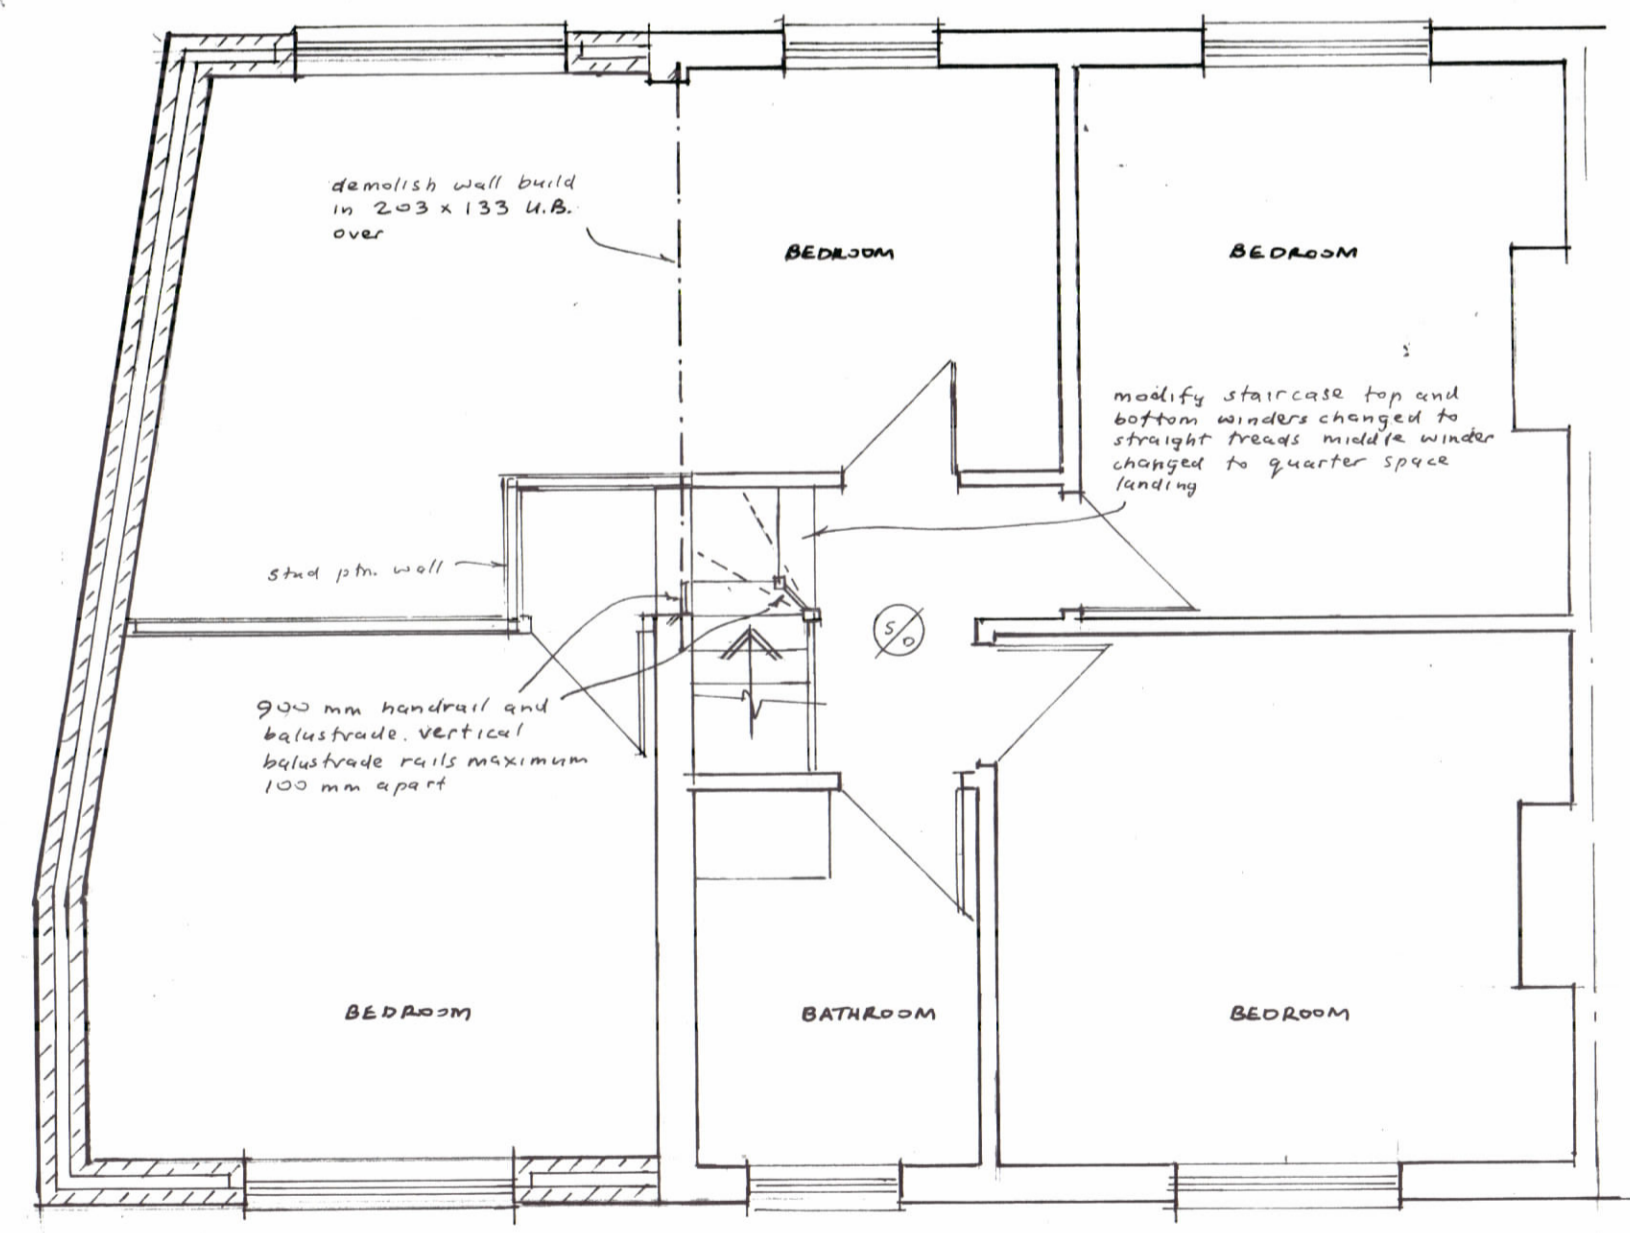 demolish wall build
in 203 x 133 U.B.
over
BEDROOM
BEDROOM
modify staircase top and
bottom winders changed to
straight treads middle winder
changed to quarter space
landing
stud ptn. wall
S/D
900 mm handrail and
balustrade. vertical
balustrade rails maximum
100 mm apart
BEDROOM
BATHROOM
BEDROOM